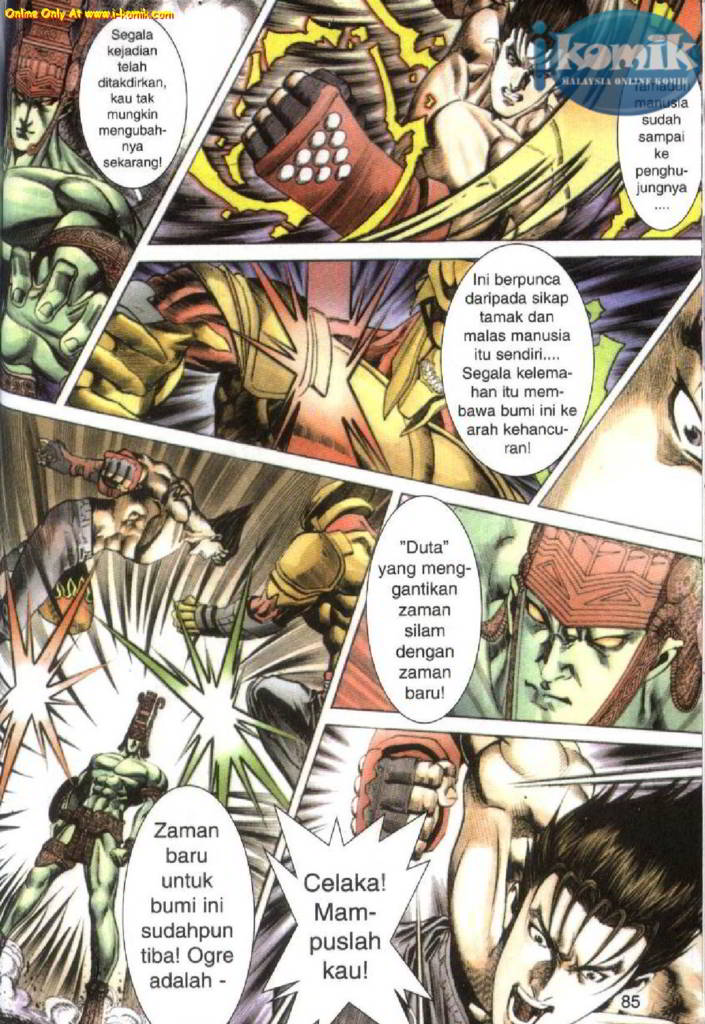 Online Only At www.i-komik.com
Segala
kejadian
telah
ditakdirkan,
kau tak
mungkin
mengubah-
nya
sekarang!
ikomik
MALAYSIA ONLINE KOMIK
manusia
sudah
sampai
ke
penghu-
jungnya
....
Ini berpunca
daripada sikap
tamak dan
malas manusia
itu sendiri....
Segala kelema-
han itu mem-
bawa bumi ini ke
arah kehancu-
ran!
"Duta"
yang meng-
gantikan
zaman
silam
dengan
zaman
baru!
Zaman
baru
untuk
bumi ini
sudahpun
tiba! Ogre
adalah -
Celaka!
Mam-
puslah
kau!
85